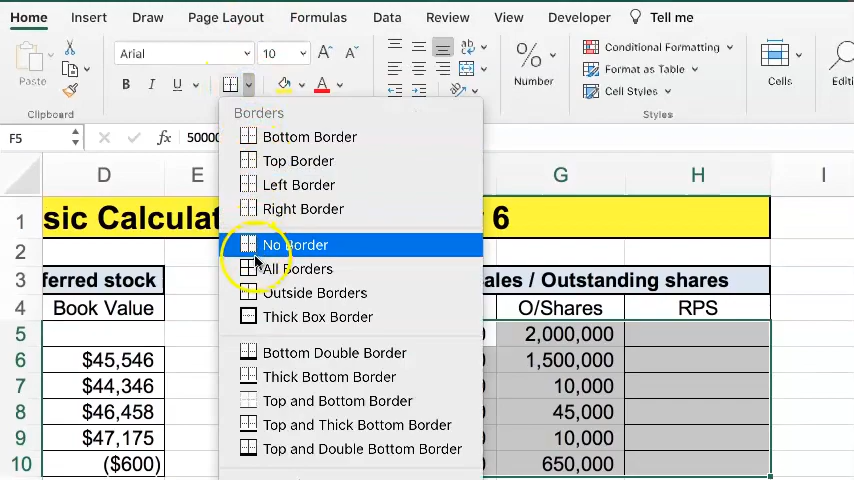 Home Insert Draw Page Layout Formulas Data Review View Developer Tell me
Arial 10 A A ab
Paste B I U A % Number Conditional Formatting
Format as Table
Cell Styles
Cells
Clipboard Styles
F5 fx 50000
Borders
Bottom Border
Top Border
Left Border
Right Border
No Border
All Borders
Outside Borders
Thick Box Border
Bottom Double Border
Thick Bottom Border
Top and Bottom Border
Top and Thick Bottom Border
Top and Double Bottom Border
D E G H I
1 sic Calculat 6
2
3 ferred stock ales / Outstanding shares
4 Book Value O/Shares RPS
5 0 2,000,000
6 $45,546 1,500,000
7 $44,346 10,000
8 $46,458 45,000
9 $47,175 10,000
10 ($600) 0 650,000